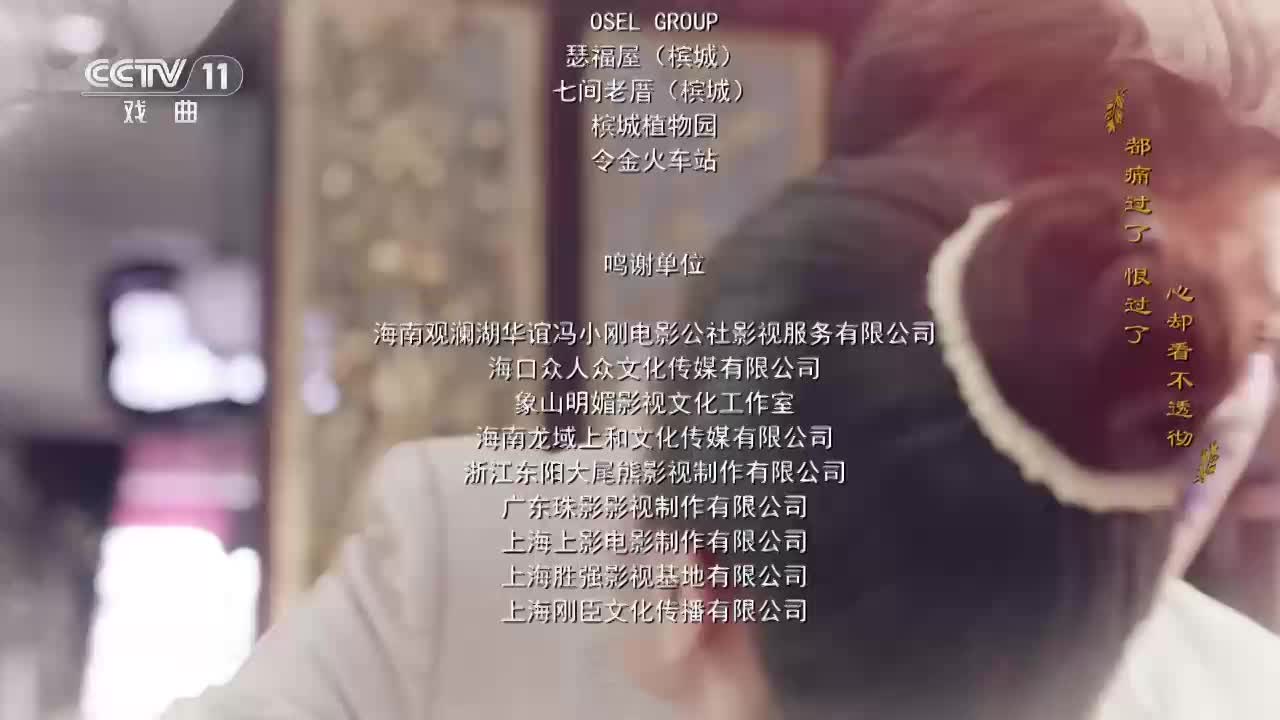 CCTV 11
戏曲
OSEL GROUP
瑟福屋（槟城）
七间老厝（槟城）
槟城植物园
令金火车站
鸣谢单位
海南观澜湖华谊冯小刚电影公社影视服务有限公司
海口众人众文化传媒有限公司
象山明媚影视文化工作室
海南龙域上和文化传媒有限公司
浙江东阳大尾熊影视制作有限公司
广东珠影影视制作有限公司
上海上影电影制作有限公司
上海胜强影视基地有限公司
上海刚臣文化传播有限公司
都痛过了 恨过了
心却看不透彻